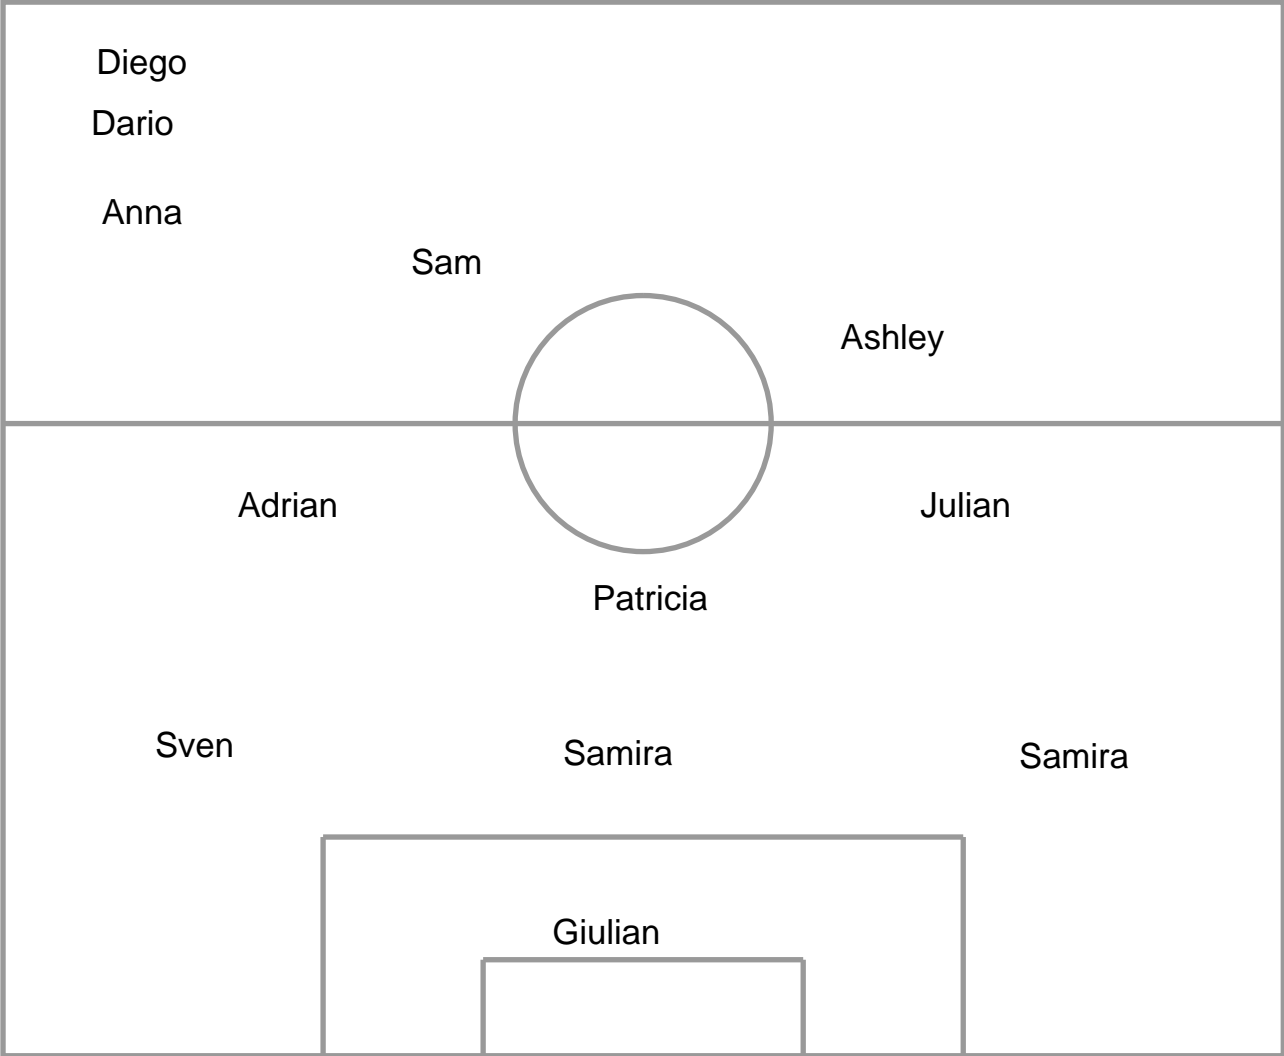 Diego
Dario
Anna
Sam
Ashley
Adrian
Julian
Patricia
Sven
Samira
Samira
Giulian